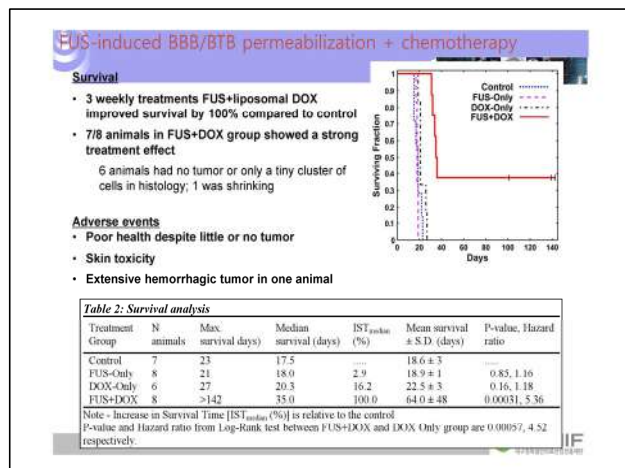 FUS-induced BBB/BTB permeabilization + chemotherapy
Survival
• 3 weekly treatments FUS+liposomal DOX
improved survival by 100% compared to control
• 7/8 animals in FUS+DOX group showed a strong
treatment effect
6 animals had no tumor or only a tiny cluster of
cells in histology; 1 was shrinking
Adverse events
• Poor health despite little or no tumor
• Skin toxicity
• Extensive hemorrhagic tumor in one animal
Surviving Fraction
1
0.9
0.8
0.7
0.6
0.5
0.4
0.3
0.2
0.1
0
0 20 40 60 80 100 120 140
Days
Control
FUS-Only
DOX-Only
FUS+DOX
Table 2: Survival analysis
Treatment Group N animals Max. survival days) Median survival (days) IST median (%) Mean survival ± S.D. (days) P-value, Hazard ratio
Control 7 23 17.5 ..... 18.6 ± 3 .....
FUS-Only 8 21 18.0 2.9 18.9 ± 1 0.85, 1.16
DOX-Only 6 27 20.3 16.2 22.5 ± 3 0.16, 1.18
FUS+DOX 8 >142 35.0 100.0 64.0 ± 48 0.00031, 5.36
Note - Increase in Survival Time [IST median (%)] is relative to the control
P-value and Hazard ratio from Log-Rank test between FUS+DOX and DOX Only group are 0.00057, 4.52
respectively.